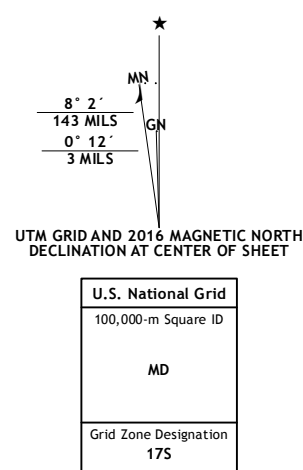 MN
8° 2´
143 MILS
GN
0° 12´
3 MILS
UTM GRID AND 2016 MAGNETIC NORTH
DECLINATION AT CENTER OF SHEET
U.S. National Grid
100,000-m Square ID
MD
Grid Zone Designation
17S